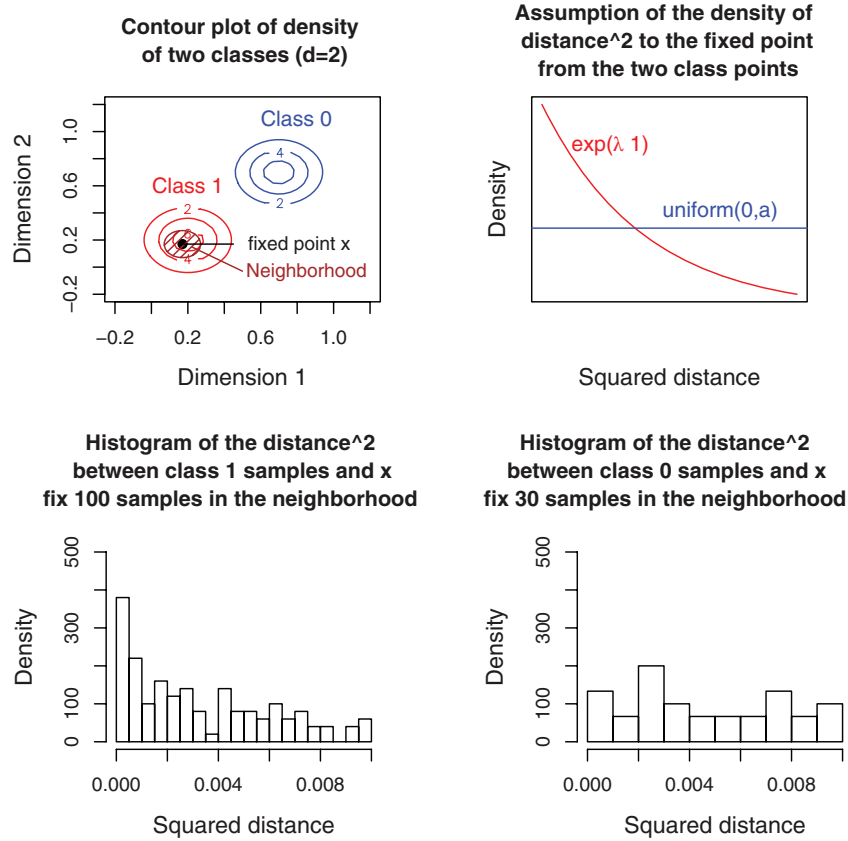 Contour plot of density
of two classes (d=2)
Dimension 2
1.0
0.6
0.2
−0.2
Class 0
4
2
Class 1
2
4
fixed point x
Neighborhood
−0.2 0.2 0.6 1.0
Dimension 1
Assumption of the density of
distance^2 to the fixed point
from the two class points
Density
exp(λ 1)
uniform(0,a)
Squared distance
Histogram of the distance^2
between class 1 samples and x
fix 100 samples in the neighborhood
Density
500
300
100
0
0.000 0.004 0.008
Squared distance
Histogram of the distance^2
between class 0 samples and x
fix 30 samples in the neighborhood
Density
500
300
100
0
0.000 0.004 0.008
Squared distance